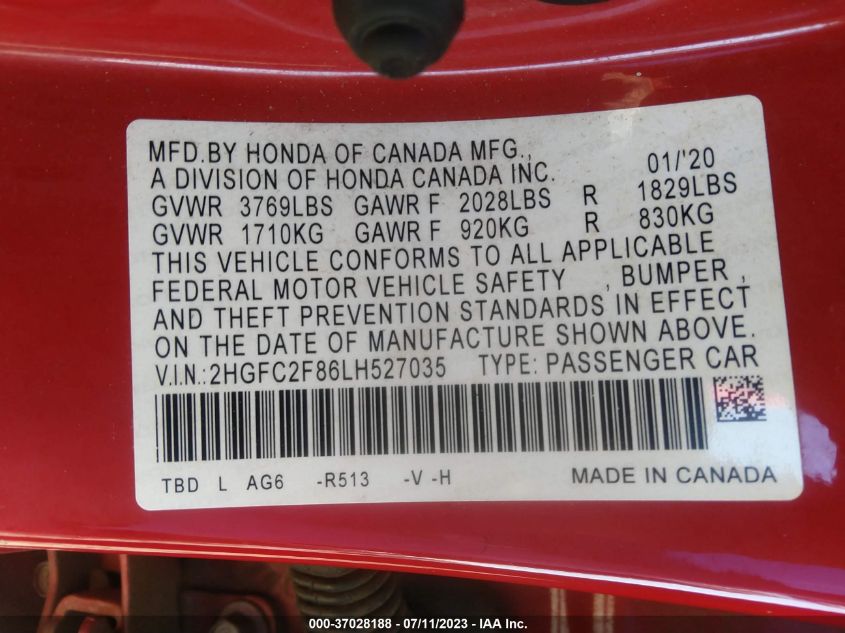 MFD.BY HONDA OF CANADA MFG., 01/'20
A DIVISION OF HONDA CANADA INC.
GVWR 3769LBS GAWR F 2028LBS R 1829LBS
GVWR 1710KG GAWR F 920KG R 830KG
THIS VEHICLE CONFORMS TO ALL APPLICABLE
FEDERAL MOTOR VEHICLE SAFETY , BUMPER ,
AND THEFT PREVENTION STANDARDS IN EFFECT
ON THE DATE OF MANUFACTURE SHOWN ABOVE.
V.I.N.:2HGFC2F86LH527035 TYPE: PASSENGER CAR
TBD L AG6 -R513 -V -H MADE IN CANADA
000-37028188 - 07/11/2023 - IAA Inc.